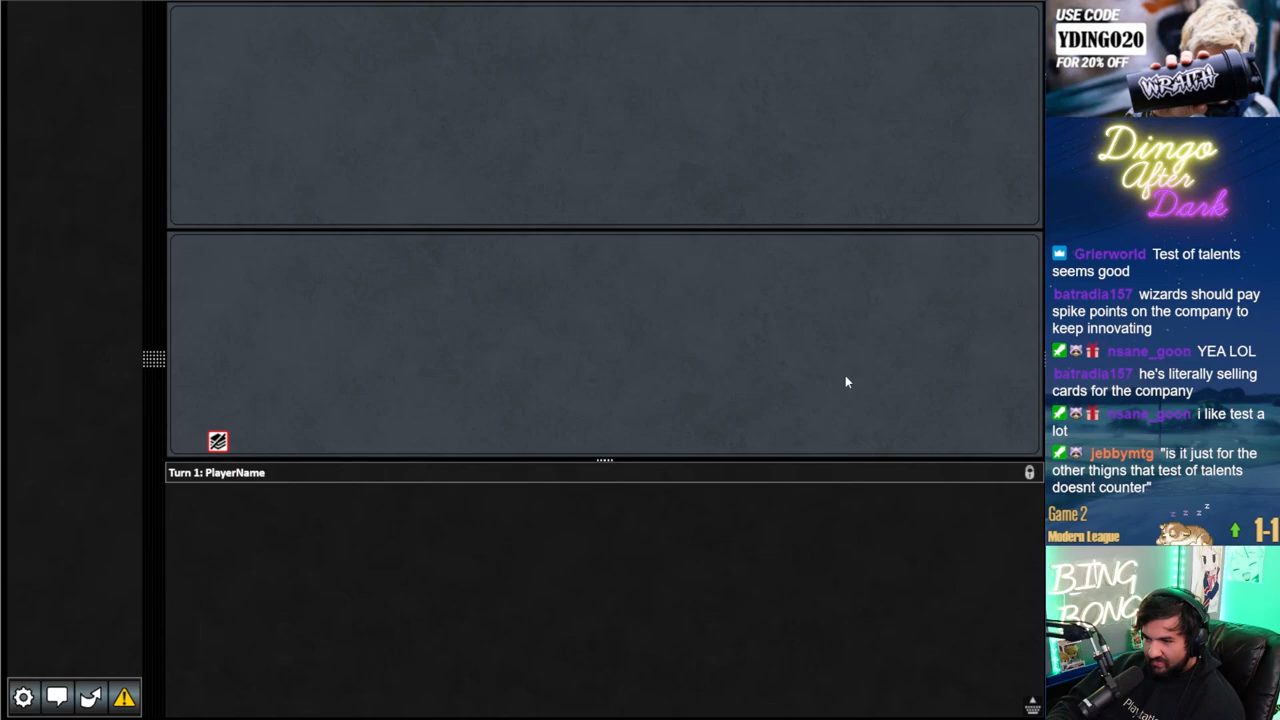 USE CODE
YDINGO20
FOR 20% OFF
WRATH
Dingo
After
Dark
Grierworld Test of talents
seems good
batradia157 wizards should pay
spike points on the company to
keep innovating
nsane_goon YEA LOL
batradia157 he's literally selling
cards for the company
nsane_goon i like test a
lot
jebbymtg "is it just for the
other thigns that test of talents
doesnt counter"
Game 2
z z z z
Modern League
1-1
Turn 1: PlayerName
BING
BONG